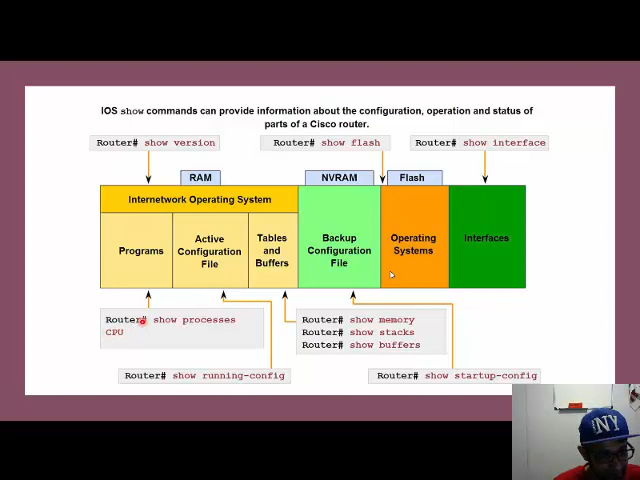 IOS show commands can provide information about the configuration, operation and status of
parts of a Cisco router.
Router# show version
Router# show flash
Router# show interface
RAM
NVRAM
Flash
Internetwork Operating System
Programs
Active
Configuration
File
Tables
and
Buffers
Backup
Configuration
File
Operating
Systems
Interfaces
Router# show processes
CPU
Router# show memory
Router# show stacks
Router# show buffers
Router# show running-config
Router# show startup-config
NY